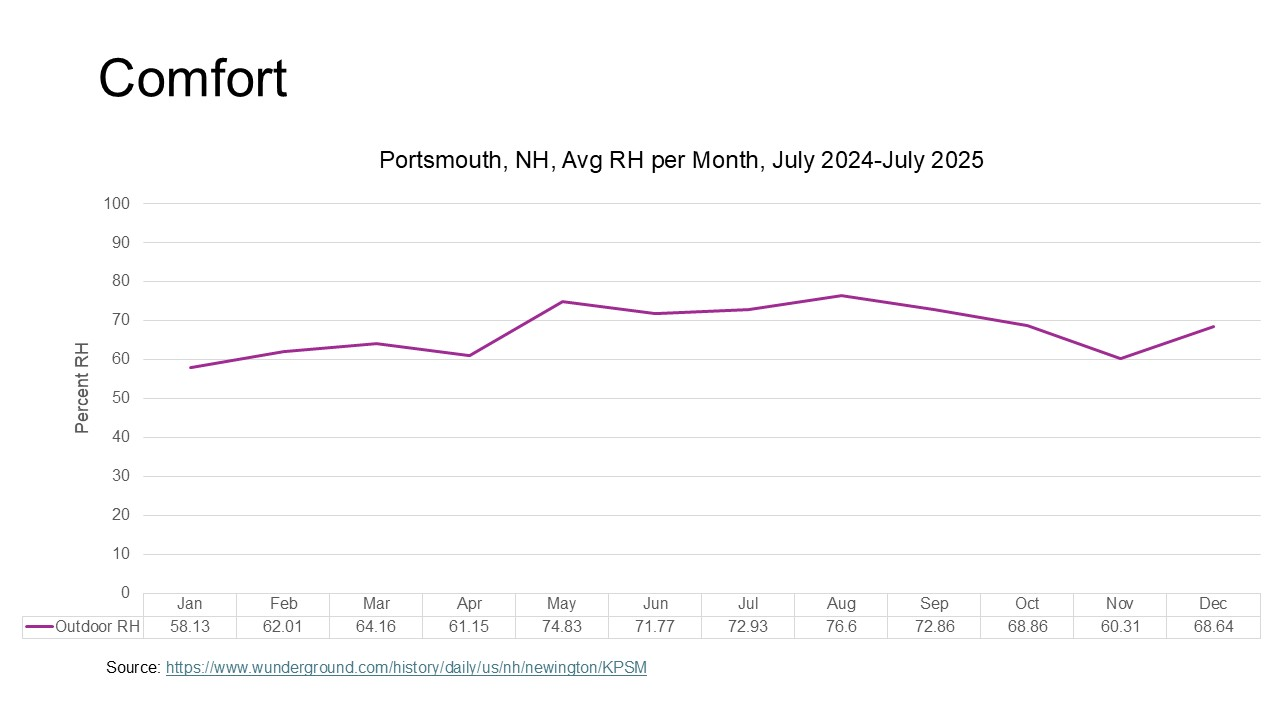 Comfort
Portsmouth, NH, Avg RH per Month, July 2024-July 2025
100
90
80
70
60
50
40
30
20
10
0
Percent RH
Jan Feb Mar Apr May Jun Jul Aug Sep Oct Nov Dec
Outdoor RH 58.13 62.01 64.16 61.15 74.83 71.77 72.93 76.6 72.86 68.86 60.31 68.64
Source: https://www.wunderground.com/history/daily/us/nh/newington/KPSM